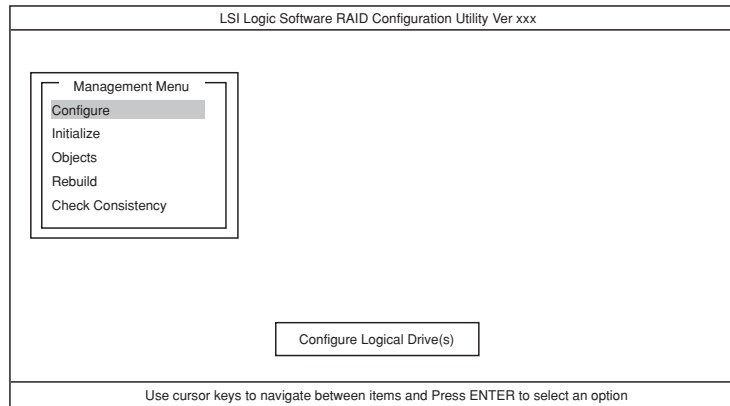 LSI Logic Software RAID Configuration Utility Ver xxx
Management Menu
Configure
Initialize
Objects
Rebuild
Check Consistency
Configure Logical Drive(s)
Use cursor keys to navigate between items and Press ENTER to select an option